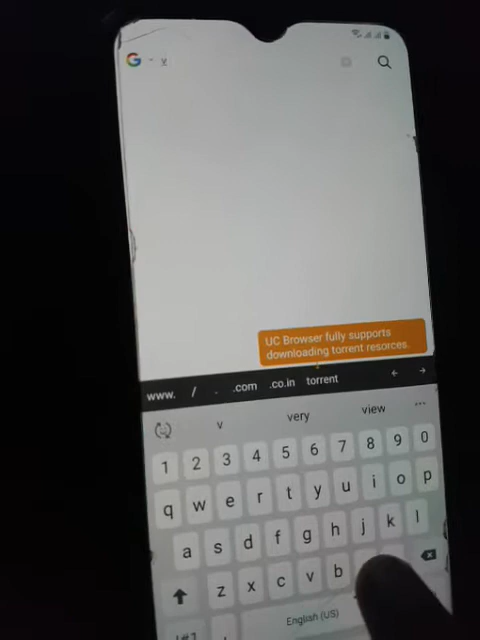 G v
UC Browser fully supports
downloading torrent resorces.
www. / . .com .co.in torrent
v very view
1 2 3 4 5 6 7 8 9 0
q w e r t y u i o p
a s d f g h j k l
z x c v b
!#1 , English (US)